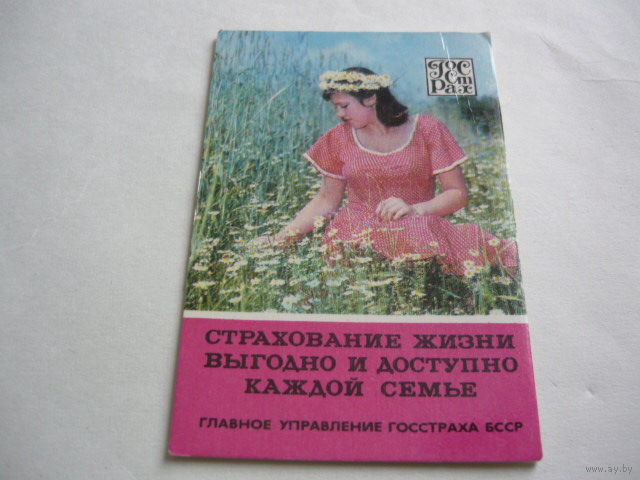 Гос
Ст
Рах
СТРАХОВАНИЕ ЖИЗНИ
ВЫГОДНО И ДОСТУПНО
КАЖДОЙ СЕМЬЕ
ГЛАВНОЕ УПРАВЛЕНИЕ ГОССТРАХА БССР
www.ay.by